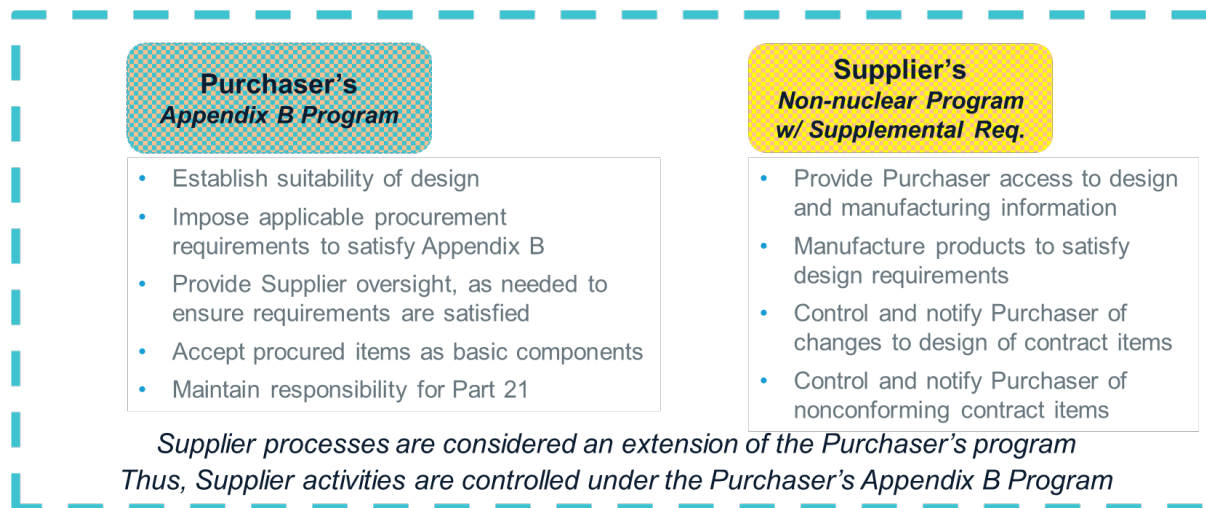 Purchaser's
Appendix B Program
• Establish suitability of design
• Impose applicable procurement
requirements to satisfy Appendix B
• Provide Supplier oversight, as needed to
ensure requirements are satisfied
• Accept procured items as basic components
• Maintain responsibility for Part 21
Supplier's
Non-nuclear Program
w/ Supplemental Req.
• Provide Purchaser access to design
and manufacturing information
• Manufacture products to satisfy
design requirements
• Control and notify Purchaser of
changes to design of contract items
• Control and notify Purchaser of
nonconforming contract items
Supplier processes are considered an extension of the Purchaser's program
Thus, Supplier activities are controlled under the Purchaser's Appendix B Program